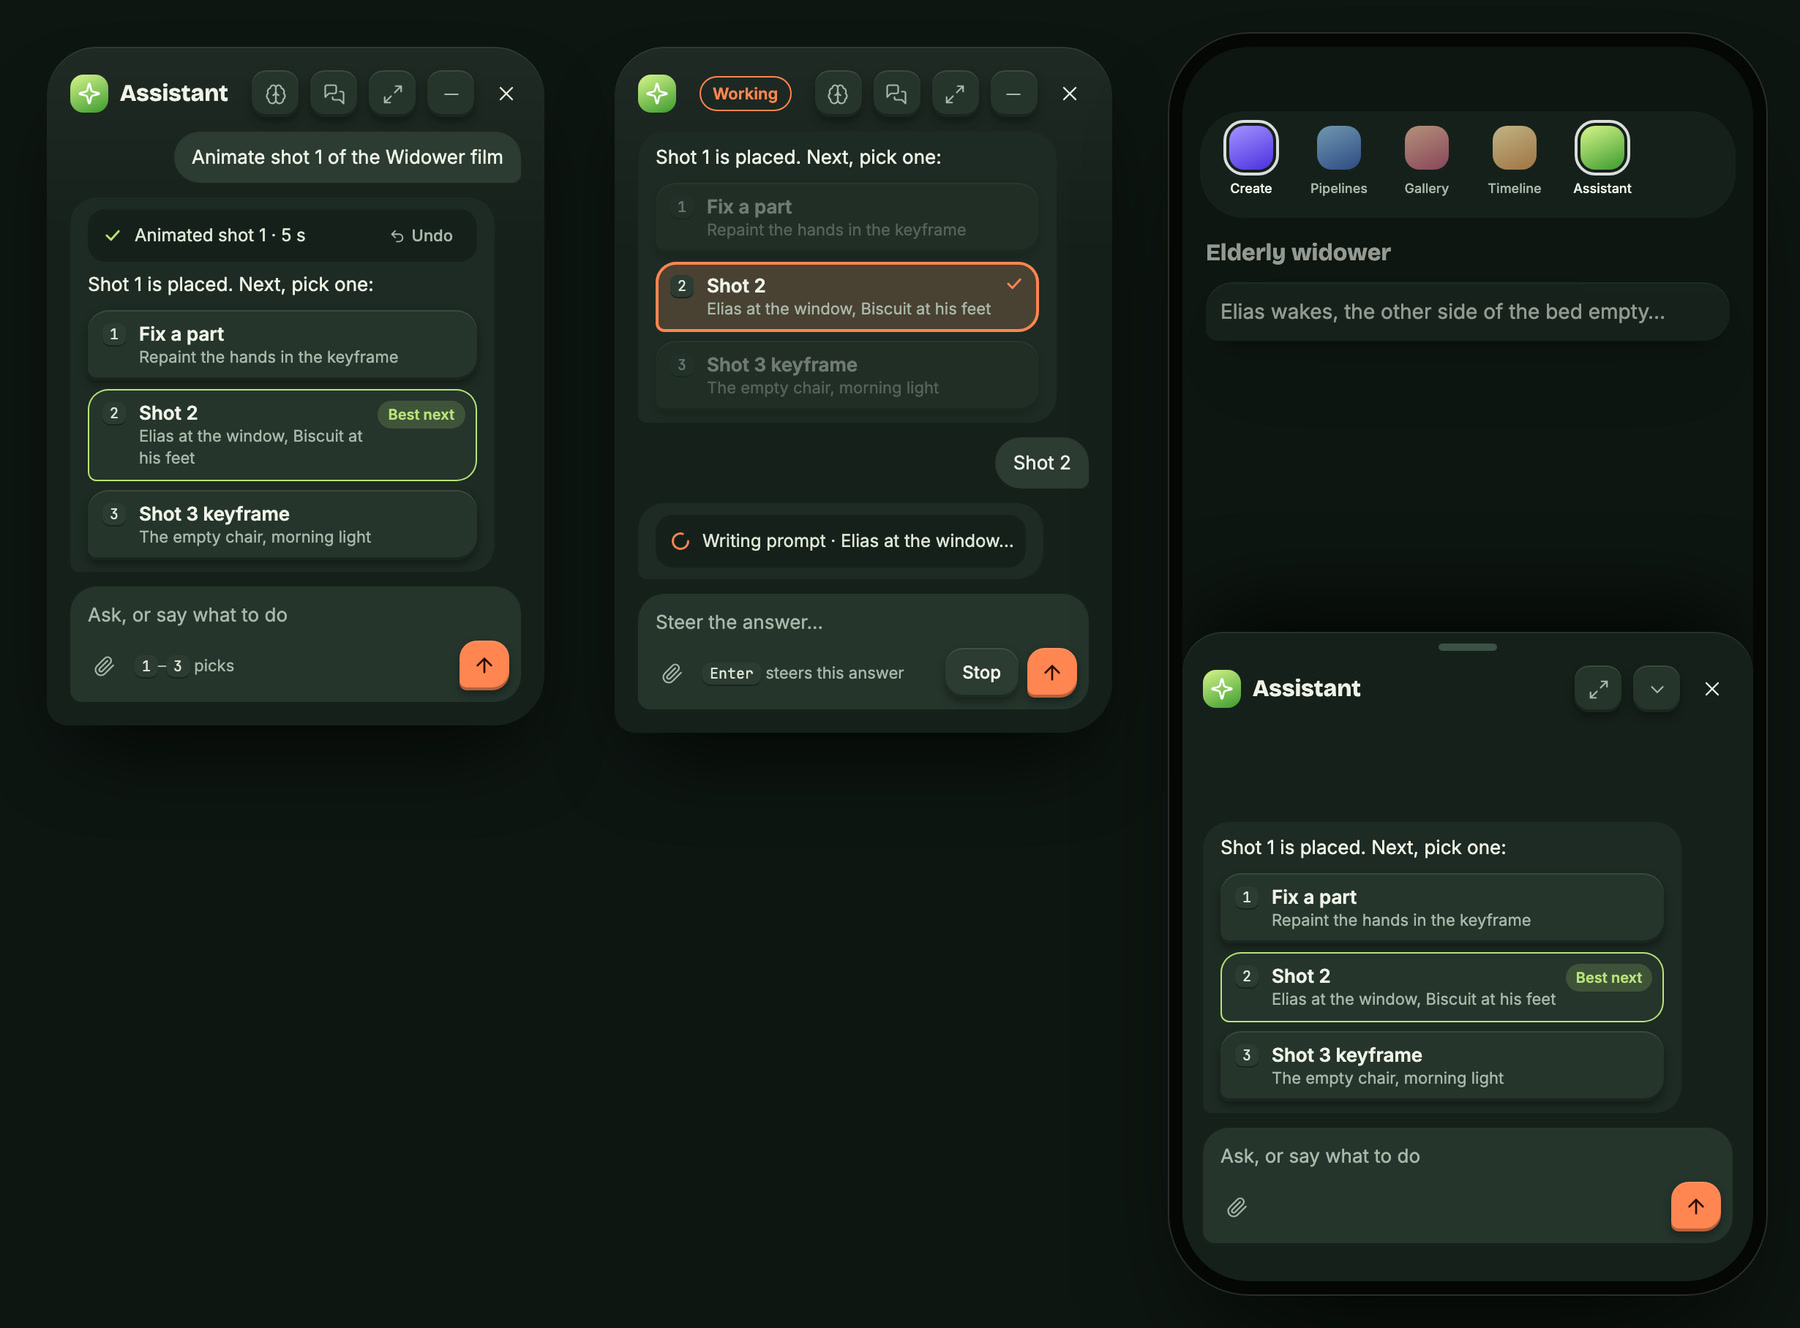 Assistant
Animate shot 1 of the Widower film
Animated shot 1 · 5 s
Undo
Shot 1 is placed. Next, pick one:
1
Fix a part
Repaint the hands in the keyframe
2
Shot 2
Best next
Elias at the window, Biscuit at
his feet
3
Shot 3 keyframe
The empty chair, morning light
Ask, or say what to do
1 – 3 picks
Working
Shot 1 is placed. Next, pick one:
1
Fix a part
Repaint the hands in the keyframe
2
Shot 2
Elias at the window, Biscuit at his feet
3
Shot 3 keyframe
The empty chair, morning light
Shot 2
Writing prompt · Elias at the window...
Steer the answer...
Enter steers this answer
Stop
Create
Pipelines
Gallery
Timeline
Assistant
Elderly widower
Elias wakes, the other side of the bed empty...
Assistant
Shot 1 is placed. Next, pick one:
1
Fix a part
Repaint the hands in the keyframe
2
Shot 2
Best next
Elias at the window, Biscuit at his feet
3
Shot 3 keyframe
The empty chair, morning light
Ask, or say what to do